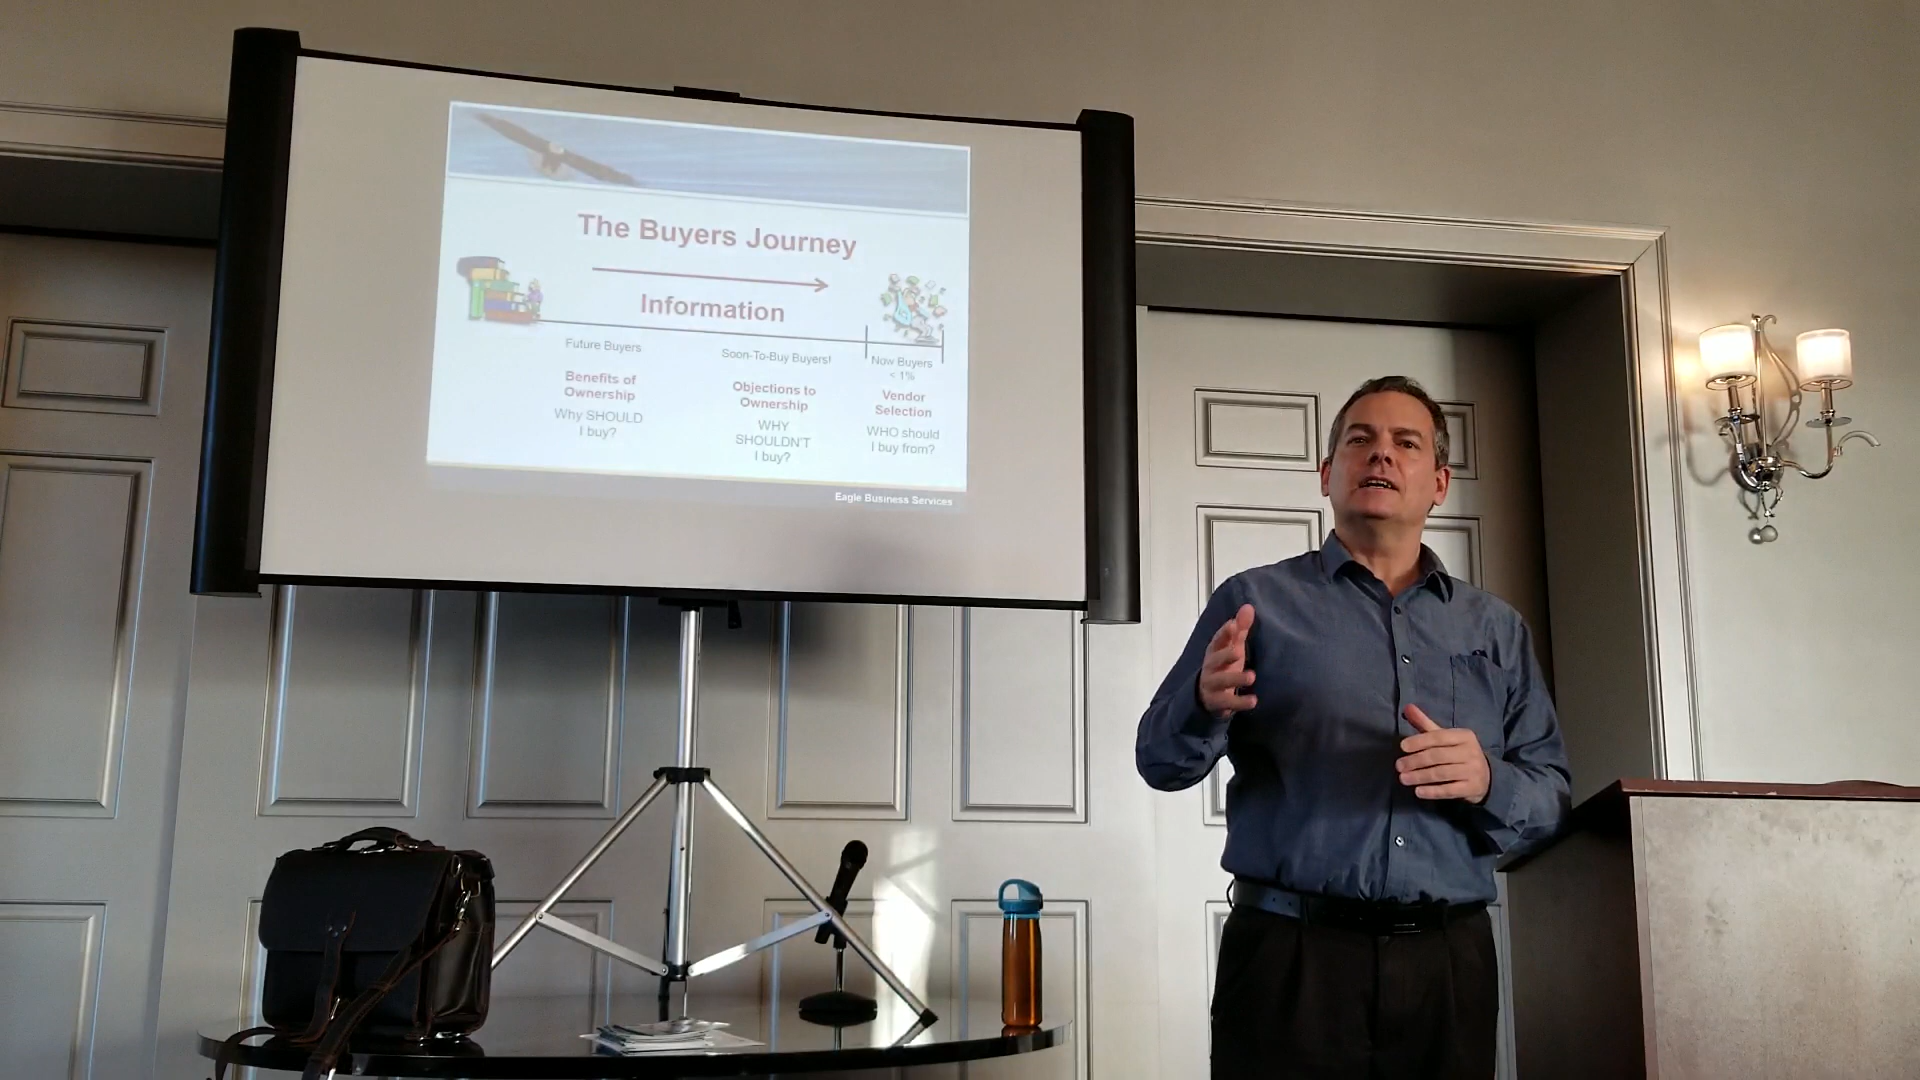 The Buyers Journey
Information
Future Buyers
Benefits of
Ownership
Why SHOULD
I buy?
Soon-To-Buy Buyers!
Objections to
Ownership
WHY
SHOULDN'T
I buy?
Now Buyers
< 1%
Vendor
Selection
WHO should
I buy from?
Eagle Business Services